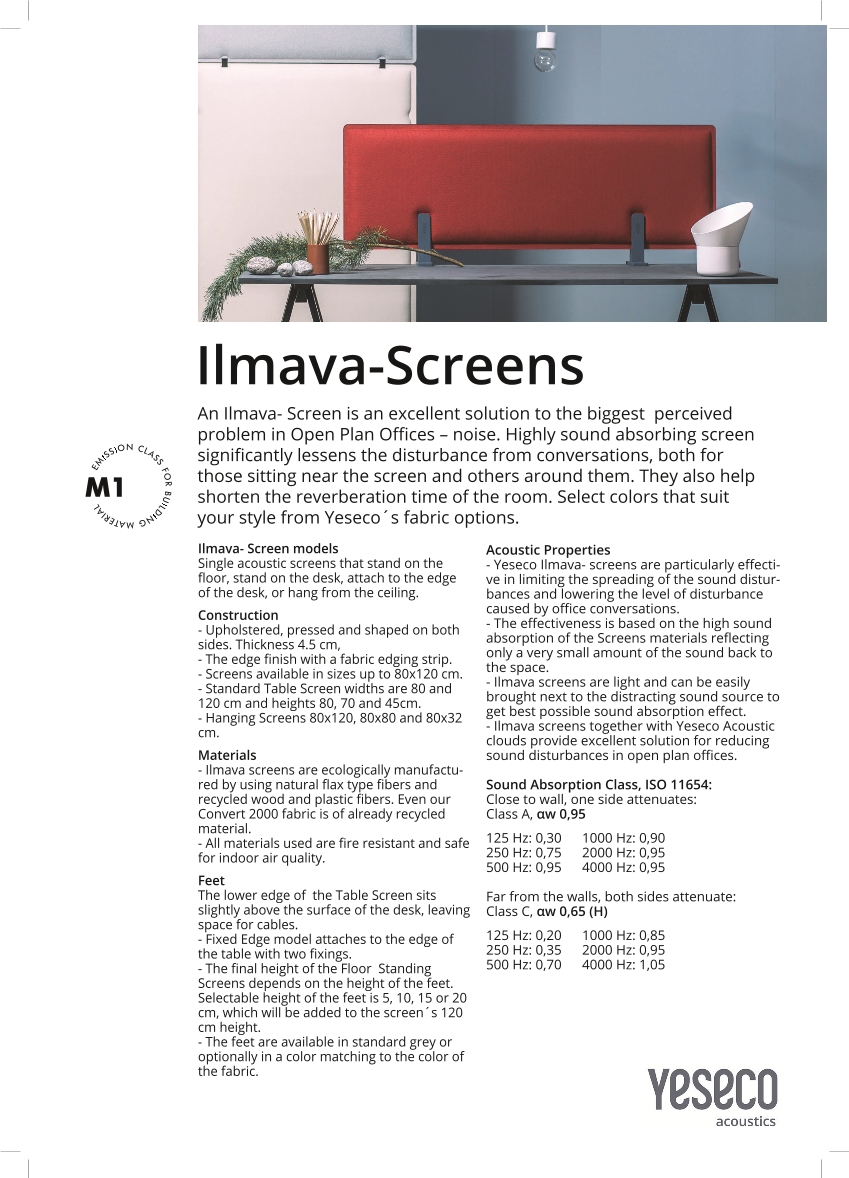 Ilmava-Screens
An Ilmava- Screen is an excellent solution to the biggest  perceived
problem in Open Plan Offices – noise. Highly sound absorbing screen
significantly lessens the disturbance from conversations, both for
those sitting near the screen and others around them. They also help
shorten the reverberation time of the room. Select colors that suit
your style from Yeseco´s fabric options.
EMISSION CLASS FOR BUILDING MATERIAL
M1
Ilmava- Screen models
Single acoustic screens that stand on the
floor, stand on the desk, attach to the edge
of the desk, or hang from the ceiling.
Construction
- Upholstered, pressed and shaped on both
sides. Thickness 4.5 cm,
- The edge finish with a fabric edging strip.
- Screens available in sizes up to 80x120 cm.
- Standard Table Screen widths are 80 and
120 cm and heights 80, 70 and 45cm.
- Hanging Screens 80x120, 80x80 and 80x32
cm.
Materials
- Ilmava screens are ecologically manufactu-
red by using natural flax type fibers and
recycled wood and plastic fibers. Even our
Convert 2000 fabric is of already recycled
material.
- All materials used are fire resistant and safe
for indoor air quality.
Feet
The lower edge of  the Table Screen sits
slightly above the surface of the desk, leaving
space for cables.
- Fixed Edge model attaches to the edge of
the table with two fixings.
- The final height of the Floor  Standing
Screens depends on the height of the feet.
Selectable height of the feet is 5, 10, 15 or 20
cm, which will be added to the screen´s 120
cm height.
- The feet are available in standard grey or
optionally in a color matching to the color of
the fabric.
Acoustic Properties
- Yeseco Ilmava- screens are particularly effecti-
ve in limiting the spreading of the sound distur-
bances and lowering the level of disturbance
caused by office conversations.
- The effectiveness is based on the high sound
absorption of the Screens materials reflecting
only a very small amount of the sound back to
the space.
- Ilmava screens are light and can be easily
brought next to the distracting sound source to
get best possible sound absorption effect.
- Ilmava screens together with Yeseco Acoustic
clouds provide excellent solution for reducing
sound disturbances in open plan offices.
Sound Absorption Class, ISO 11654:
Close to wall, one side attenuates:
Class A, αw 0,95
125 Hz: 0,30 1000 Hz: 0,90
250 Hz: 0,75 2000 Hz: 0,95
500 Hz: 0,95 4000 Hz: 0,95
Far from the walls, both sides attenuate:
Class C, αw 0,65 (H)
125 Hz: 0,20 1000 Hz: 0,85
250 Hz: 0,35 2000 Hz: 0,95
500 Hz: 0,70 4000 Hz: 1,05
Yeseco
acoustics